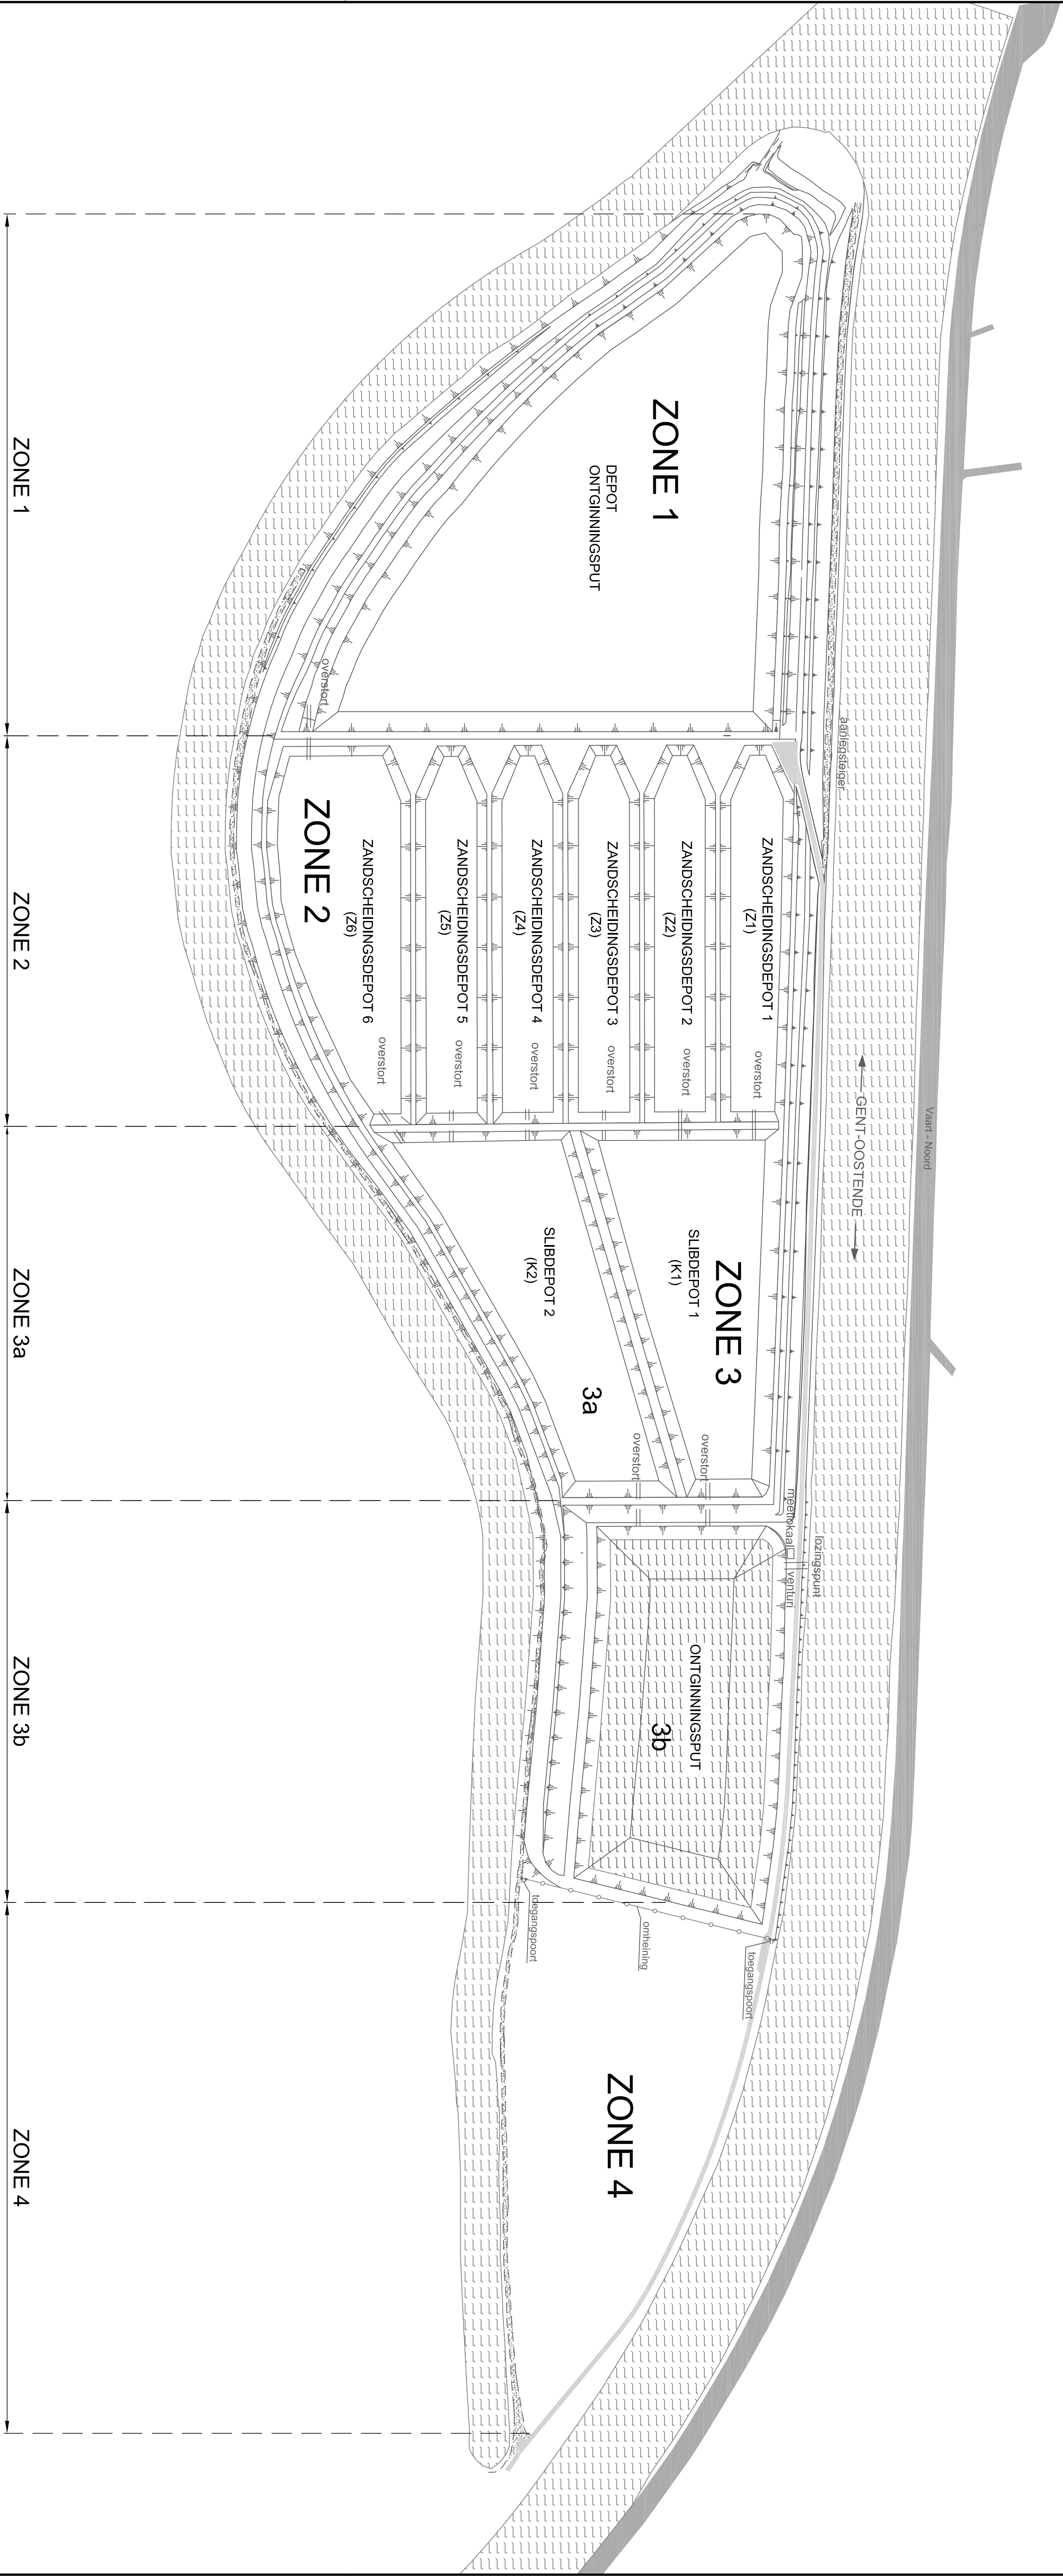 Vaart - Noord
GENT-OOSTENDE
aanlegsteiger
lozingspunt
meetlokaal
venturi
ZONE 1
DEPOT
ONTGINNINGSPUT
overstort
ZONE 2
ZANDSCHEIDINGSDEPOT 1
(Z1)
ZANDSCHEIDINGSDEPOT 2
(Z2)
ZANDSCHEIDINGSDEPOT 3
(Z3)
ZANDSCHEIDINGSDEPOT 4
(Z4)
ZANDSCHEIDINGSDEPOT 5
(Z5)
ZANDSCHEIDINGSDEPOT 6
(Z6)
overstort
overstort
overstort
overstort
overstort
overstort
ZONE 3
SLIBDEPOT 1
(K1)
SLIBDEPOT 2
(K2)
3a
overstort
overstort
ONTGINNINGSPUT
3b
toegangspoort
omheining
toegangspoort
ZONE 4
ZONE 1
ZONE 2
ZONE 3a
ZONE 3b
ZONE 4